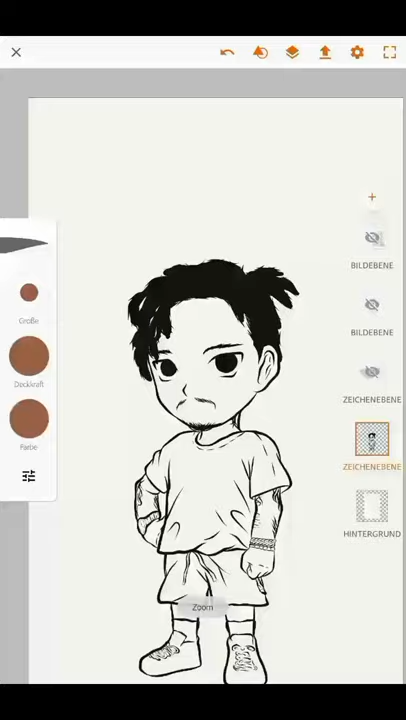 BILDEBENE
Größe
BILDEBENE
Deckkraft
ZEICHENEBENE
Farbe
ZEICHENEBENE
HINTERGRUND
Zoom